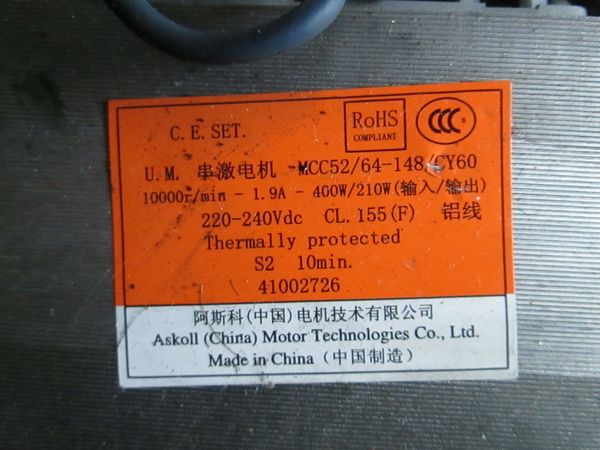 C.E.SET.
RoHS
COMPLIANT
CCC S
U.M. 串激电机 MCC52/64-148/CY60
10000r/min - 1.9A - 400W/210W(输入/输出)
220-240Vdc CL.155(F) 铝线
Thermally protected
S2 10min.
41002726
阿斯科(中国)电机技术有限公司
Askoll (China) Motor Technologies Co., Ltd.
Made in China (中国制造)